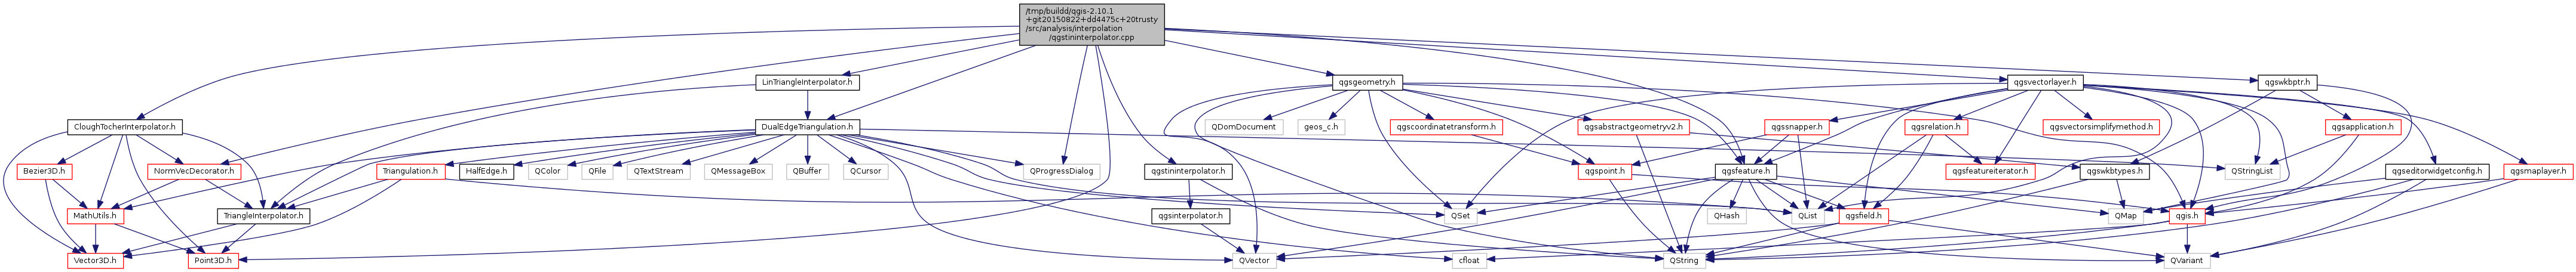 /tmp/buildd/qgis-2.10.1
+git20150822+dd4475c+20trusty
/src/analysis/interpolation
/qgstininterpolator.cpp
LinTriangleInterpolator.h
qgsgeometry.h
qgsvectorlayer.h
qgswkbptr.h
CloughTocherInterpolator.h
DualEdgeTriangulation.h
QDomDocument
geos_c.h
qgscoordinatetransform.h
qgsabstractgeometryv2.h
qgssnapper.h
qgsrelation.h
qgsvectorsimplifymethod.h
qgsapplication.h
Bezier3D.h
NormVecDecorator.h
Triangulation.h
HalfEdge.h
QColor
QFile
QTextStream
QMessageBox
QBuffer
QCursor
QProgressDialog
qgstininterpolator.h
qgspoint.h
qgsfeature.h
qgsfeatureiterator.h
qgswkbtypes.h
QStringList
qgseditorwidgetconfig.h
qgsmaplayer.h
MathUtils.h
TriangleInterpolator.h
qgsinterpolator.h
QSet
QHash
QList
qgsfield.h
QMap
qgis.h
Vector3D.h
Point3D.h
QVector
cfloat
QString
QVariant